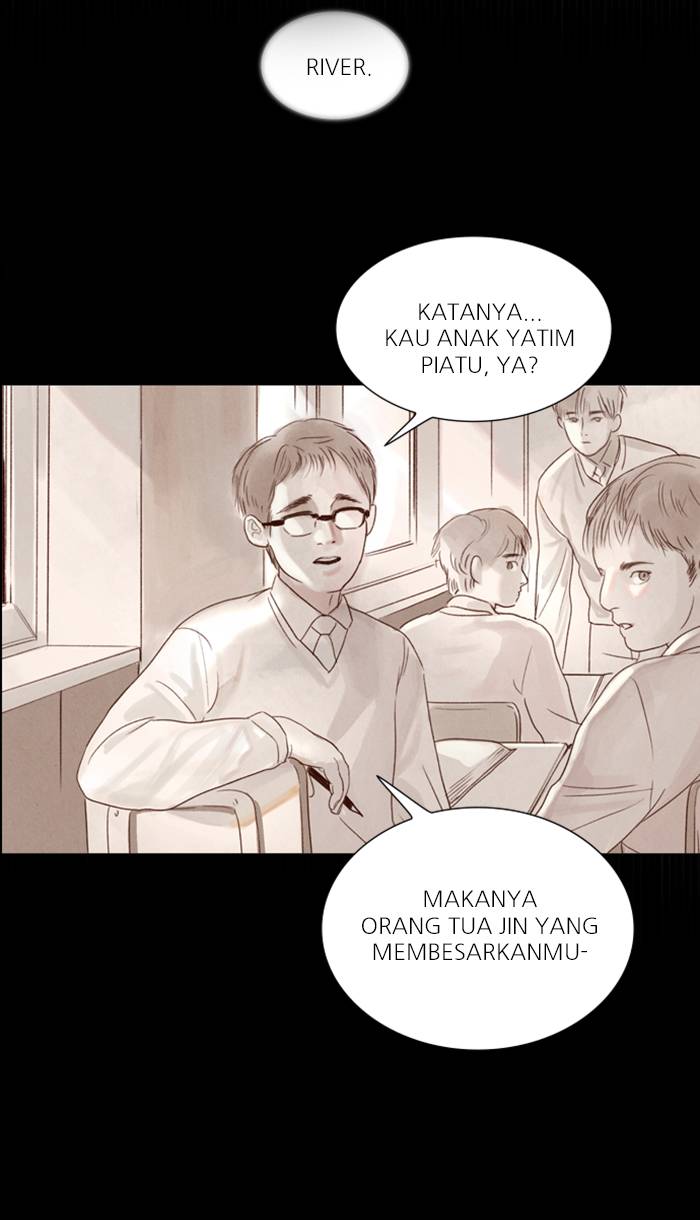 RIVER.
KATANYA...
KAU ANAK YATIM
PIATU, YA?
MAKANYA
ORANG TUA JIN YANG
MEMBESARKANMU-